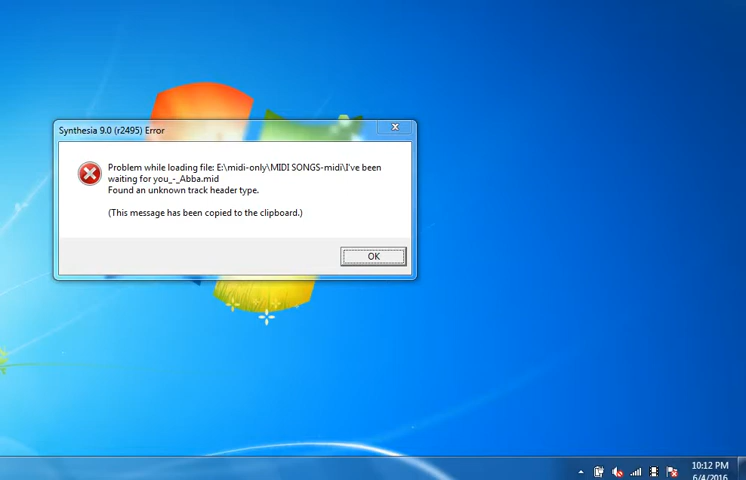 Synthesia 9.0 (r2495) Error
Problem while loading file: E:\midi-only\MIDI SONGS-midi\I've been
waiting for you_-_Abba.mid
Found an unknown track header type.
(This message has been copied to the clipboard.)
OK
10:12 PM
6/4/2016